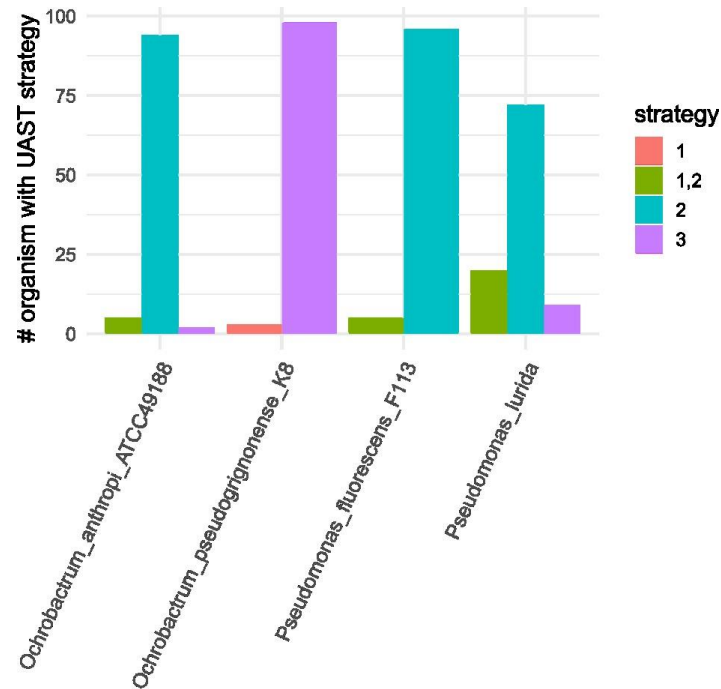 # organism with UAST strategy
100
75
50
25
0
Ochrobactrum_anthropi_ATCC49188
Ochrobactrum_pseudogrignonense_K8
Pseudomonas_fluorescens_F113
Pseudomonas_lurida
strategy
1
1,2
2
3